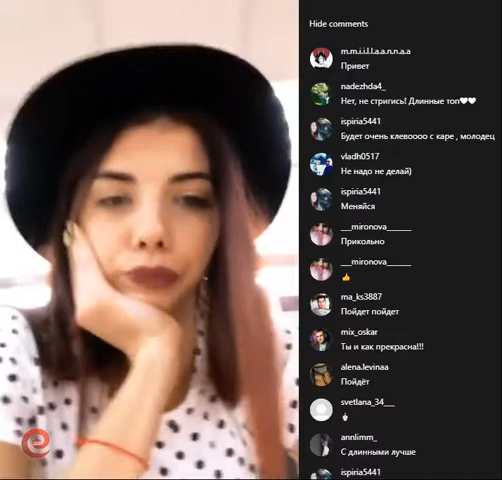 Hide comments
m.m.i.i.l.l.a.a.n.n.a.a
Привет
nadezhda4_
Нет, не стригись! Длинные топ🤍🤍
ispiria5441
Будет очень клевоооо с каре , молодец
vladh0517
Не надо не делай)
ispiria5441
Меняйся
___mironova______
Прикольно
___mironova______
👍
ma_ks3887
Пойдет пойдет
mix_oskar
Ты и как прекрасна!!!
alena.levinaa
Пойдёт
svetlana_34___
annlimm_
С длинными лучше
ispiria5441